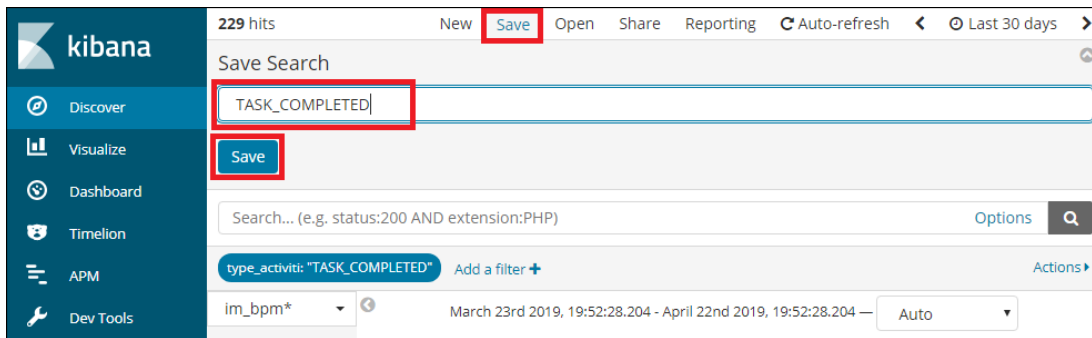 229 hits New Save Open Share Reporting Auto-refresh Last 30 days
kibana
Save Search
TASK_COMPLETED
Discover
Visualize
Save
Dashboard
Search... (e.g. status:200 AND extension:PHP) Options
Timelion
type_activiti: "TASK_COMPLETED" Add a filter + Actions
APM
im_bpm* March 23rd 2019, 19:52:28.204 - April 22nd 2019, 19:52:28.204 — Auto
Dev Tools